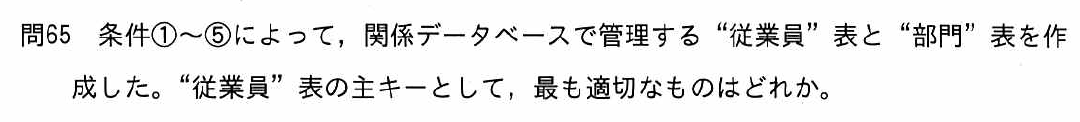 問65　条件①～⑤によって，関係データベースで管理する“従業員”表と“部門”表を作
成した。“従業員”表の主キーとして，最も適切なものはどれか。